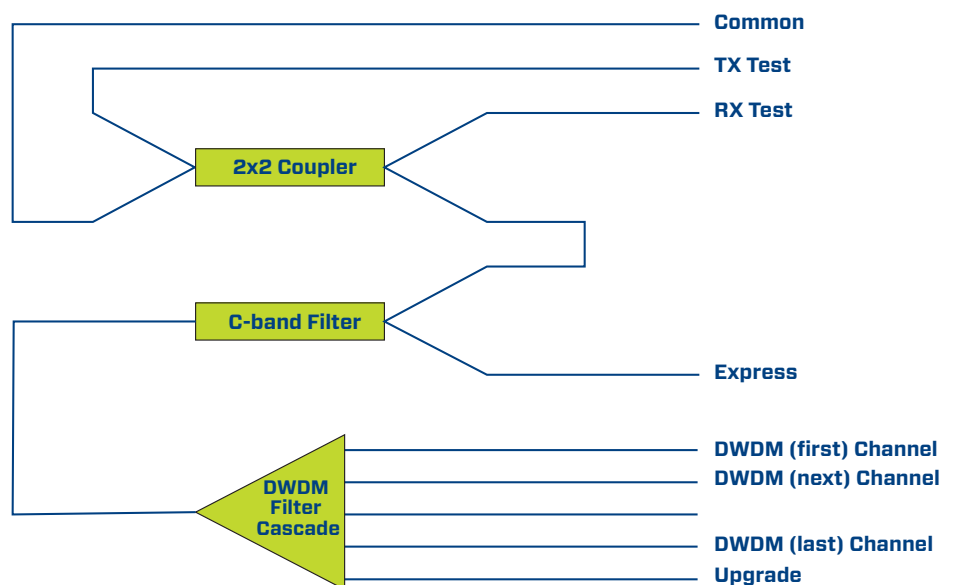 Common
TX Test
RX Test
2x2 Coupler
C-band Filter
Express
DWDM
Filter
Cascade
DWDM (first) Channel
DWDM (next) Channel
DWDM (last) Channel
Upgrade